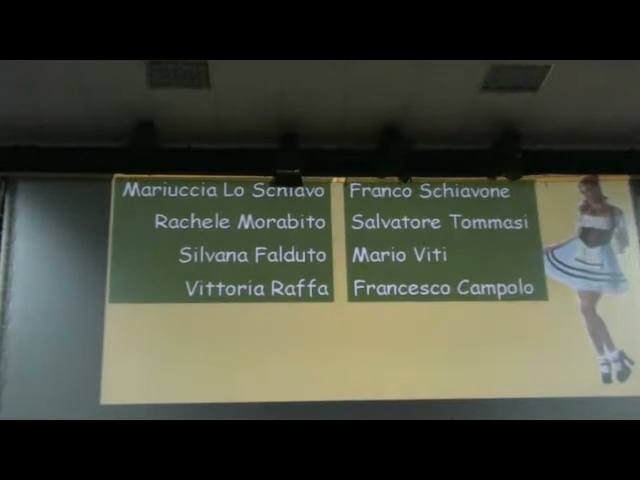 Mariuccia Lo Schiavo Franco Schiavone
Rachele Morabito Salvatore Tommasi
Silvana Falduto Mario Viti
Vittoria Raffa Francesco Campolo